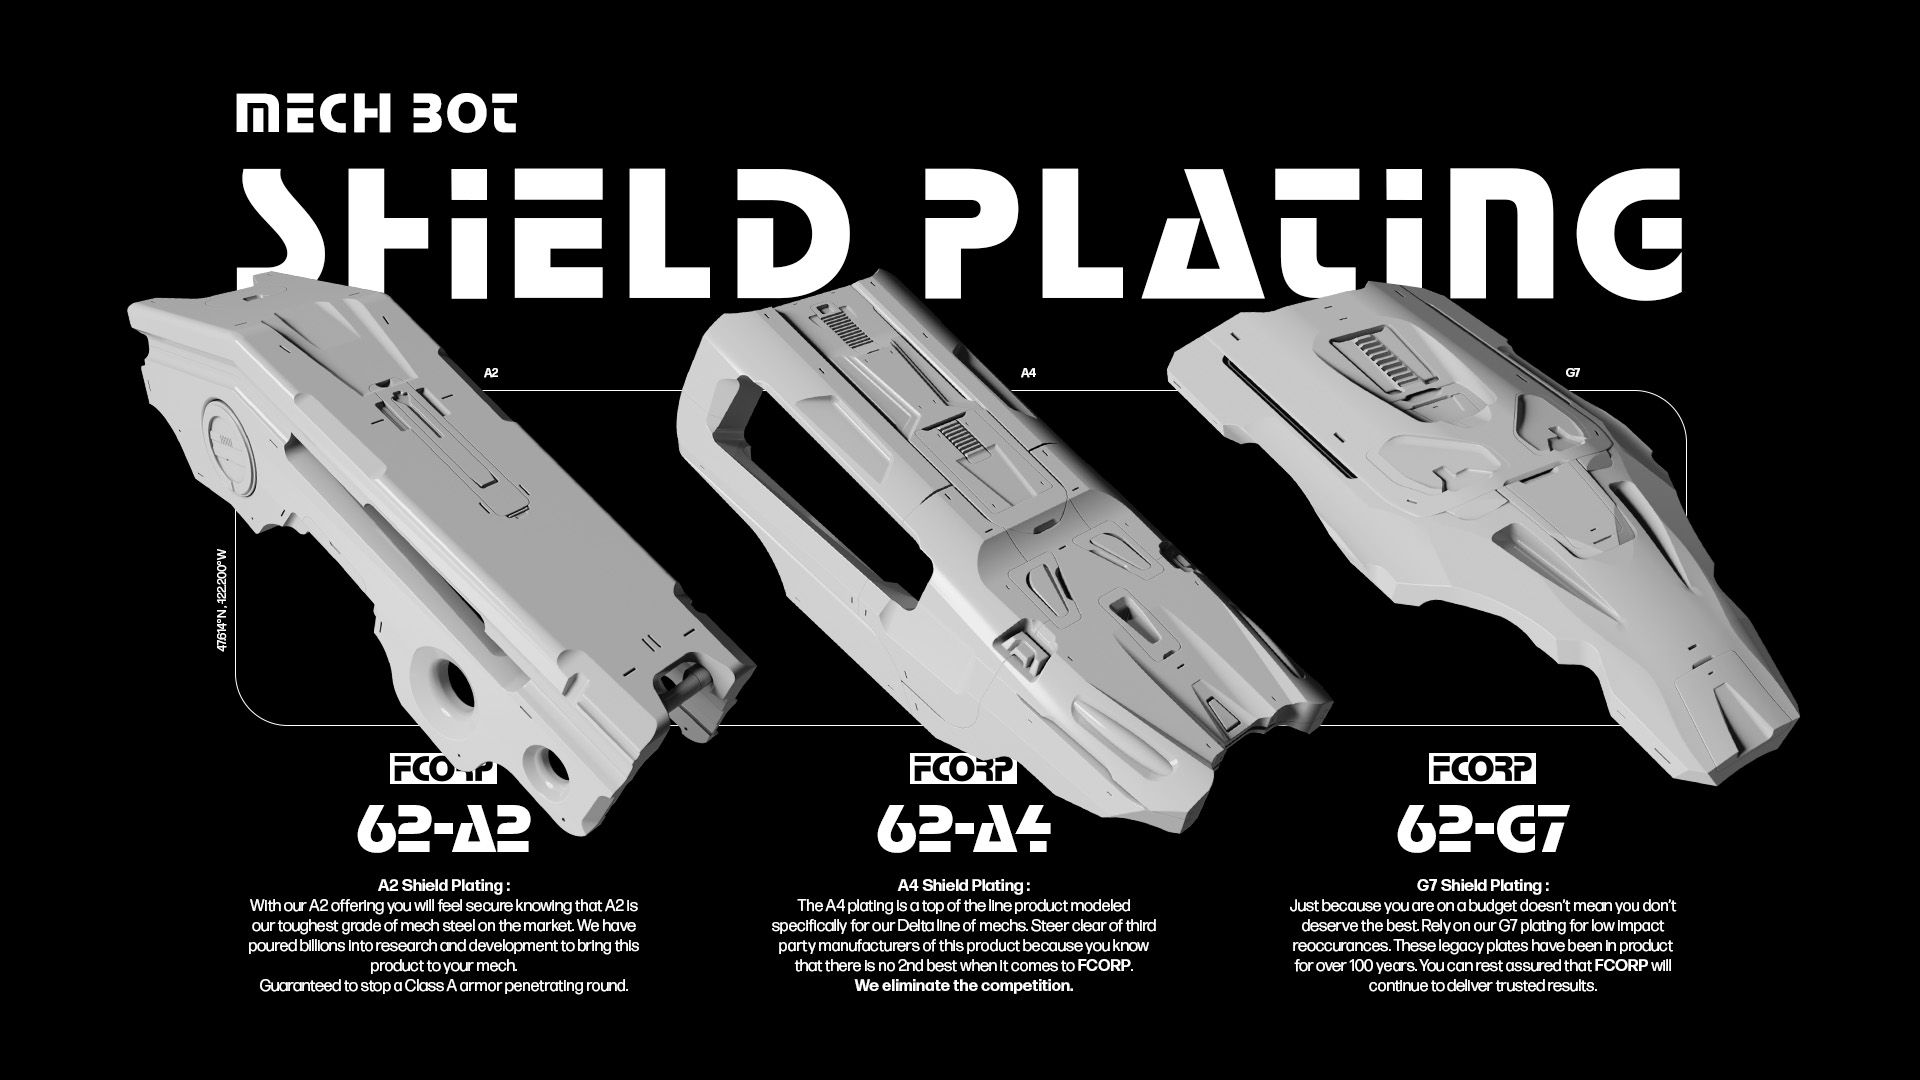 MECH BOT
SHiELD PLATiNG
A2
A4
G7
47.614° N, -122.200° W
FCORP
62-A2
A2 Shield Plating :
With our A2 offering you will feel secure knowing that A2 is
our toughest grade of mech steel on the market. We have
poured billions into research and development to bring this
product to your mech.
Guaranteed to stop a Class A armor penetrating round.
FCORP
62-A4
A4 Shield Plating :
The A4 plating is a top of the line product modeled
specifically for our Delta line of mechs. Steer clear of third
party manufacturers of this product because you know
that there is no 2nd best when it comes to FCORP.
We eliminate the competition.
FCORP
62-G7
G7 Shield Plating :
Just because you are on a budget doesn't mean you don't
deserve the best. Rely on our G7 plating for low impact
reoccurances. These legacy plates have been in product
for over 100 years. You can rest assured that FCORP will
continue to deliver trusted results.